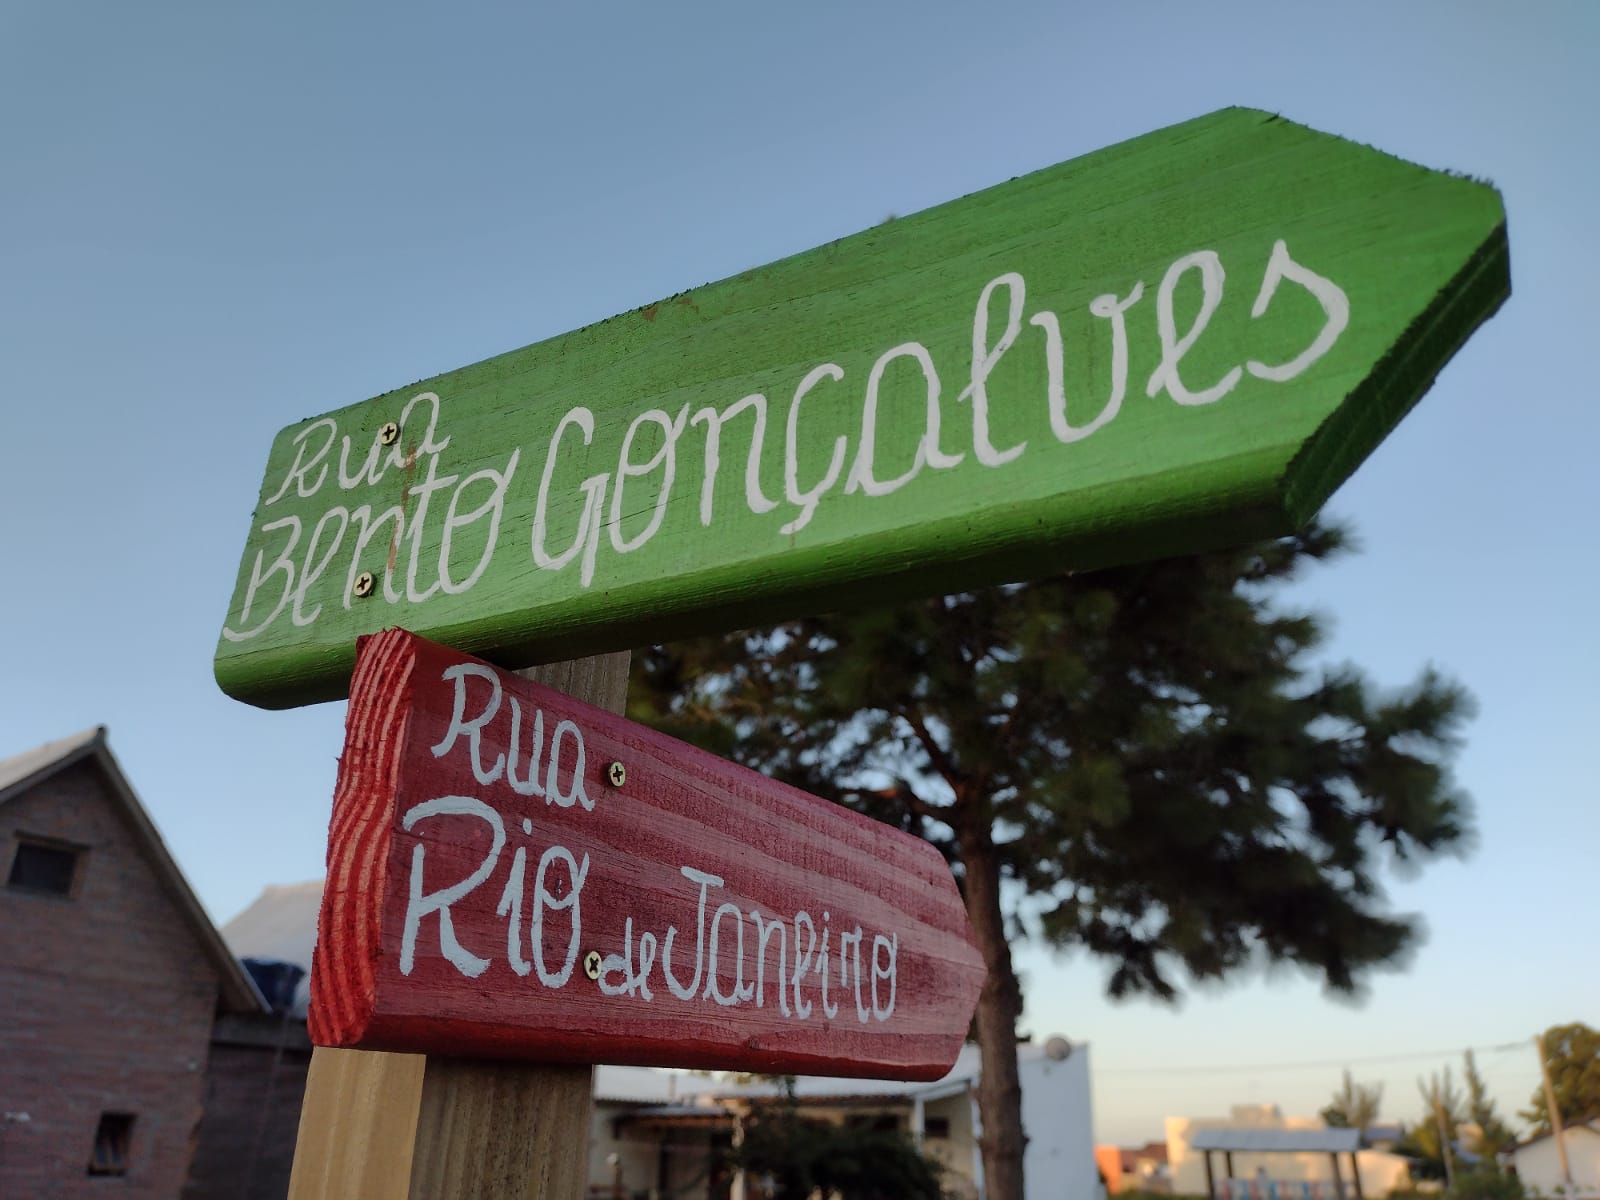 Rua
Bento Gonçalves
Rua
Rio de Janeiro